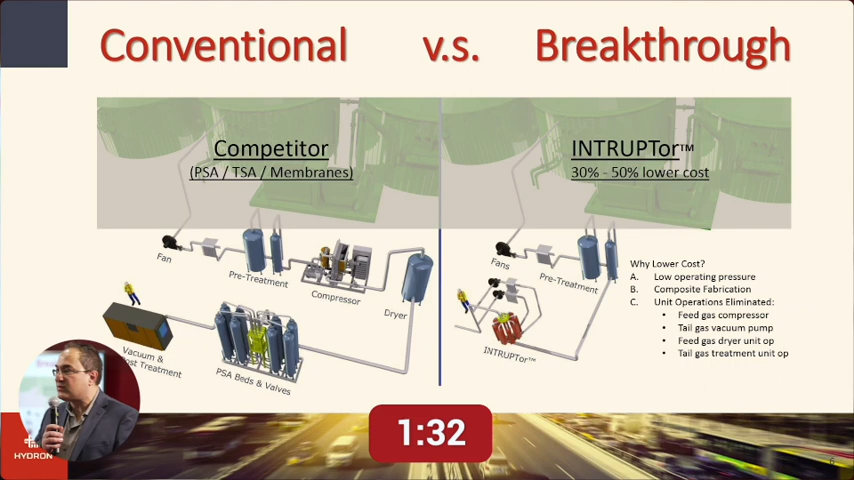 Conventional v.s. Breakthrough
Competitor
(PSA / TSA / Membranes)
INTRUPTor™
30% - 50% lower cost
Fan
Pre-Treatment
Compressor
Dryer
Vacuum &
ost Treatment
PSA Beds & Valves
Fans
Pre-Treatment
INTRUPTor™
Why Lower Cost?
A. Low operating pressure
B. Composite Fabrication
C. Unit Operations Eliminated:
• Feed gas compressor
• Tail gas vacuum pump
• Feed gas dryer unit op
• Tail gas treatment unit op
HYDRON
1:32
6